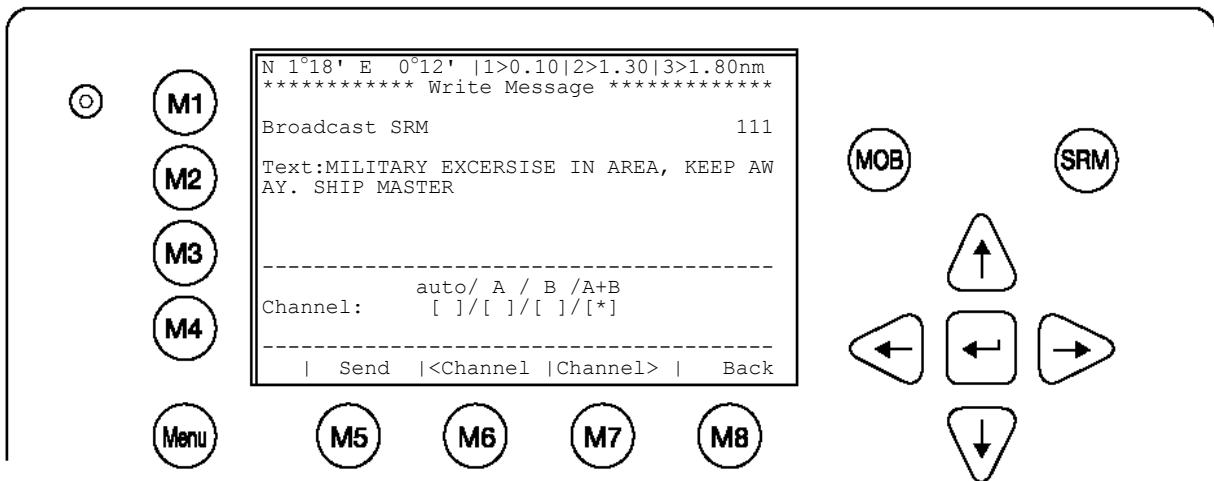 N 1°18' E  0°12' |1>0.10|2>1.30|3>1.80nm
************ Write Message *************
Broadcast SRM                        111
Text:MILITARY EXCERSISE IN AREA, KEEP AW
AY. SHIP MASTER
----------------------------------------
auto/ A / B /A+B
Channel:     [ ]/[ ]/[ ]/[*]
----------------------------------------
|  Send  |<Channel |Channel> |   Back
M1
M2
M3
M4
Menu
M5
M6
M7
M8
MOB
SRM